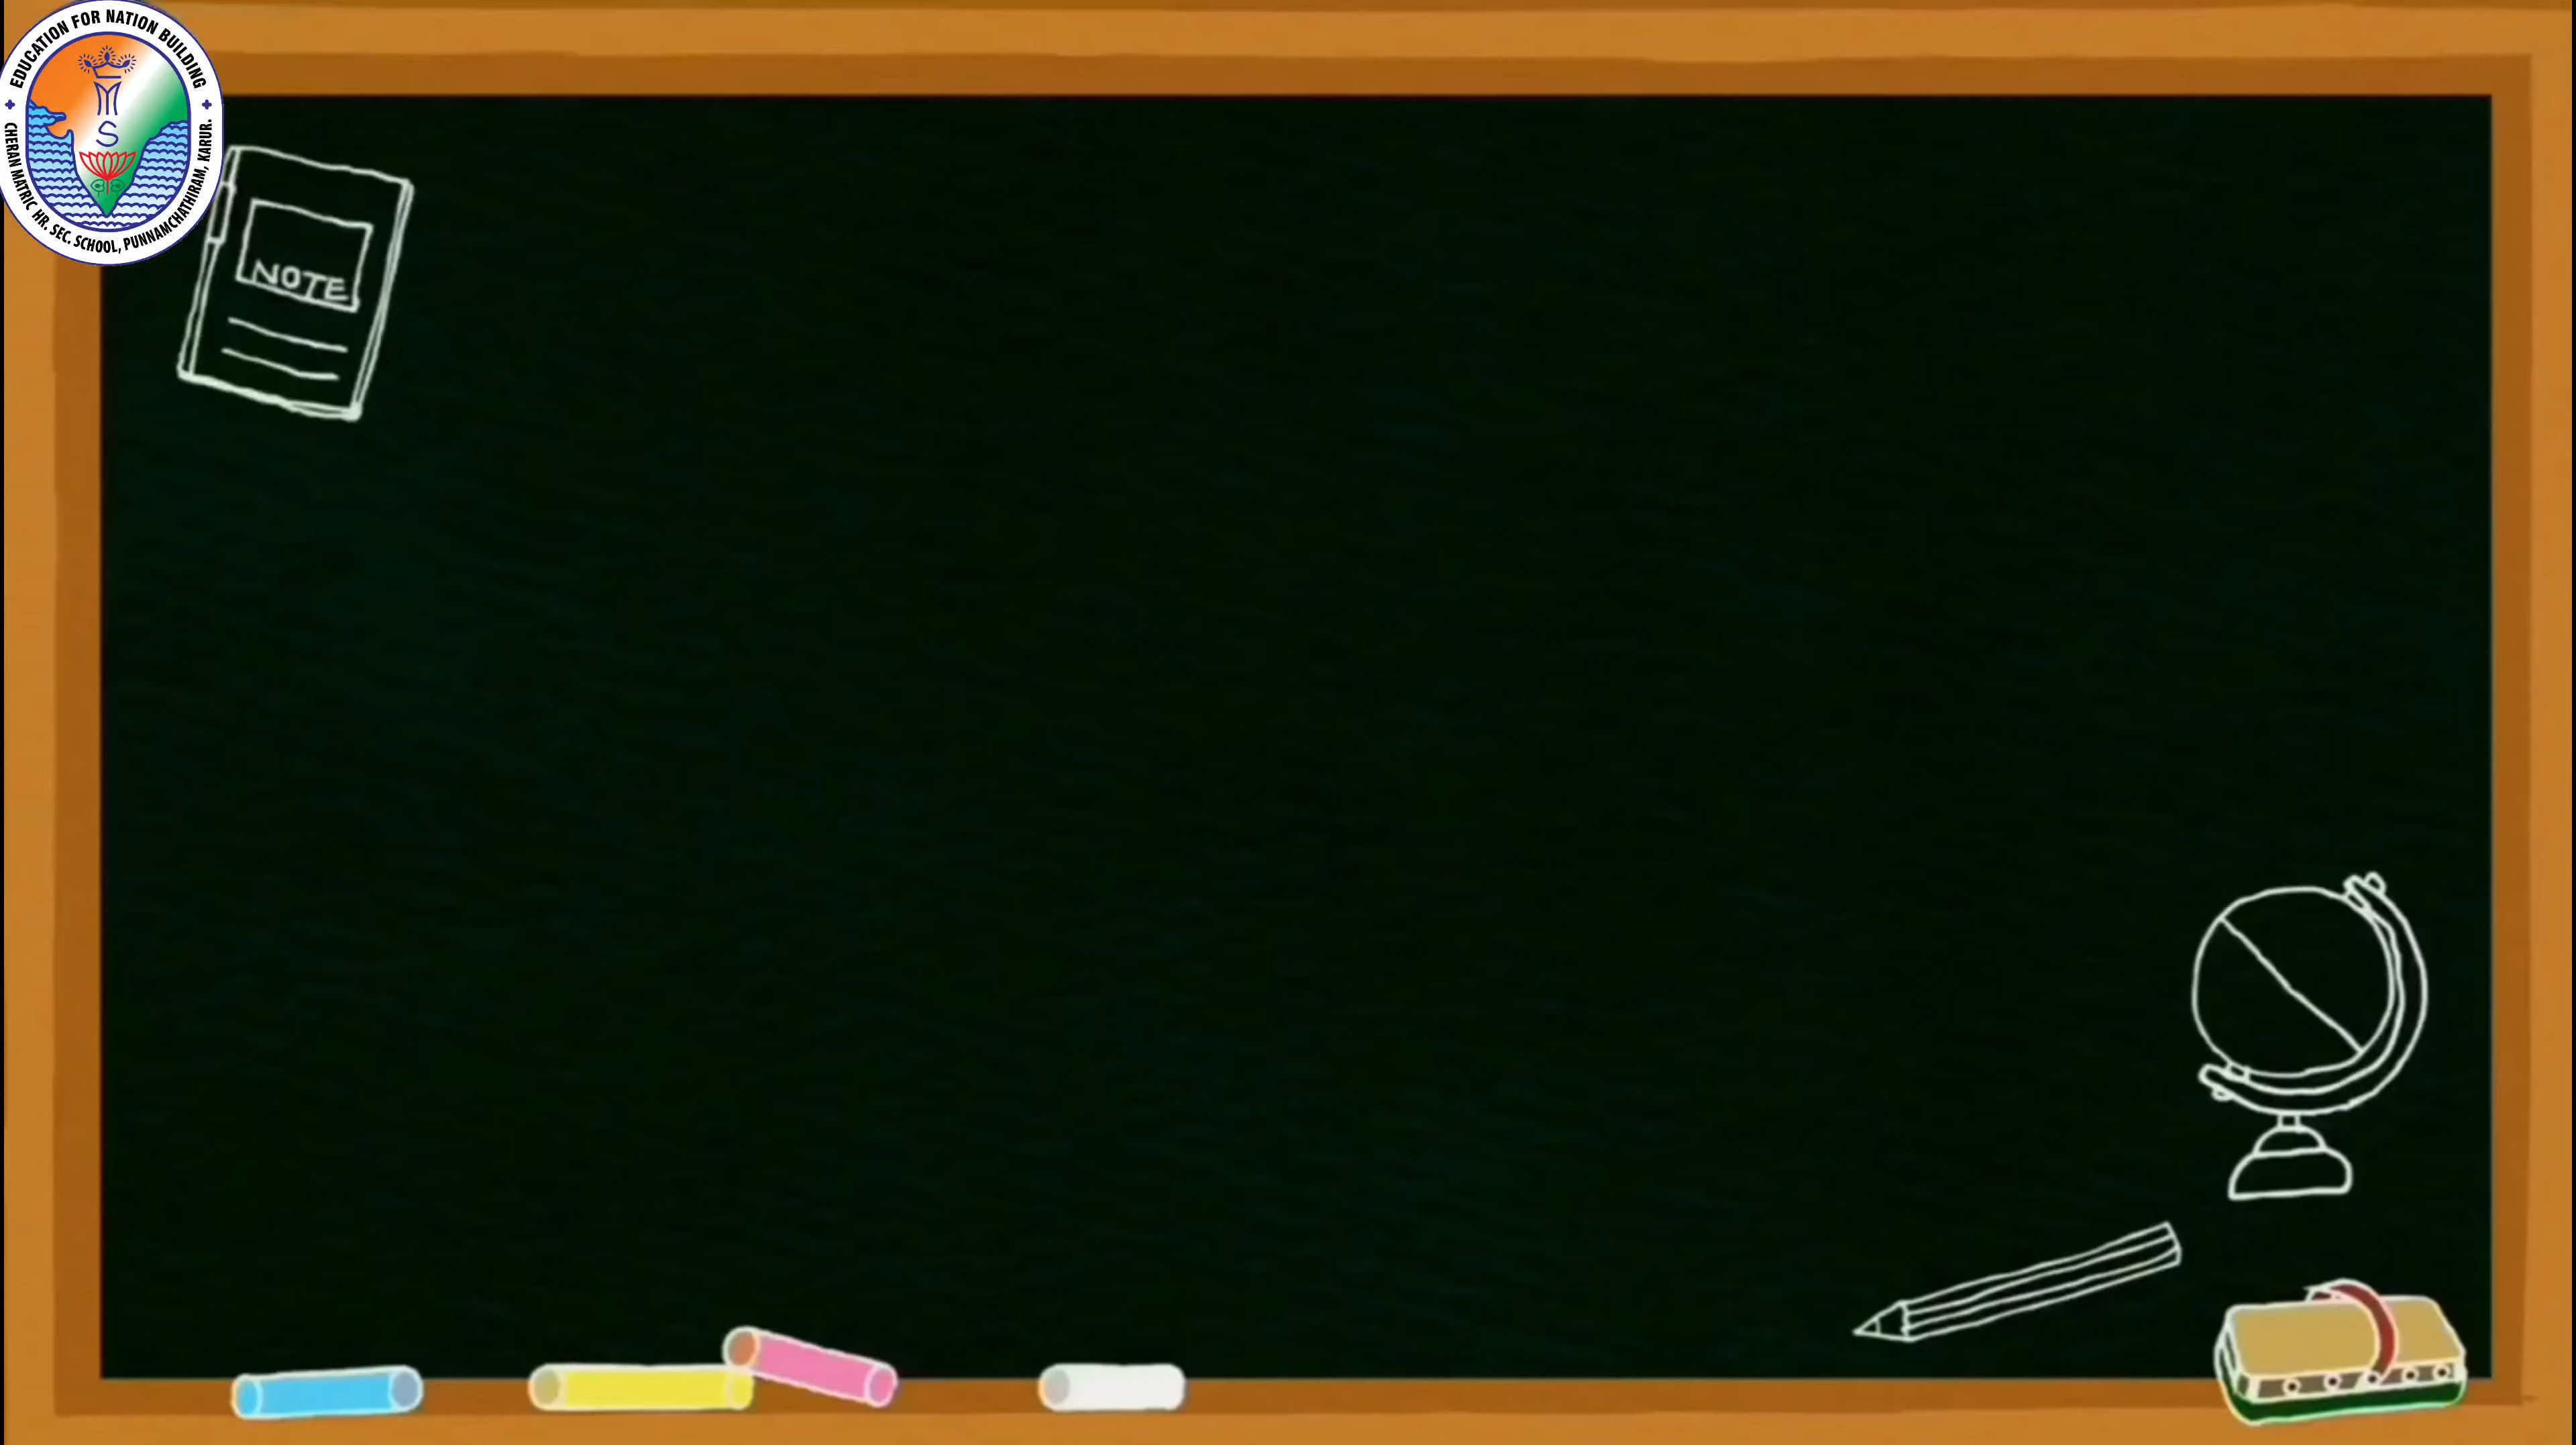 EDUCATION FOR NATION BUILDING
CHERAN MATRIC HR. SEC. SCHOOL, PUNNAMCHATHIRAM, KARUR.
S
NOTE